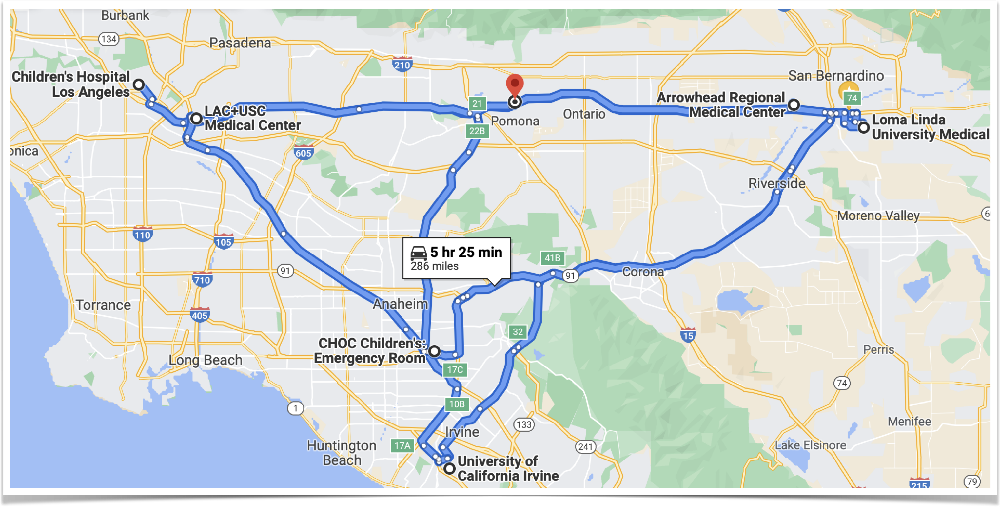 Burbank
134
Pasadena
210
Children's Hospital
Los Angeles
San Bernardino
74
21
Arrowhead Regional
Medical Center
LAC+USC
Medical Center
Ontario
Pomona
Loma Linda
University Medical
22B
onica
605
Riverside
Moreno Valley
6
110
105
5 hr 25 min
286 miles
41B
91
91
Corona
710
Torrance
Anaheim
405
32
15
CHOC Children's:
Emergency Room
Perris
Long Beach
17C
74
10B
1
133
Menifee
Irvine
Huntington
Beach
17A
241
Lake Elsinore
University of
California Irvine
79
215